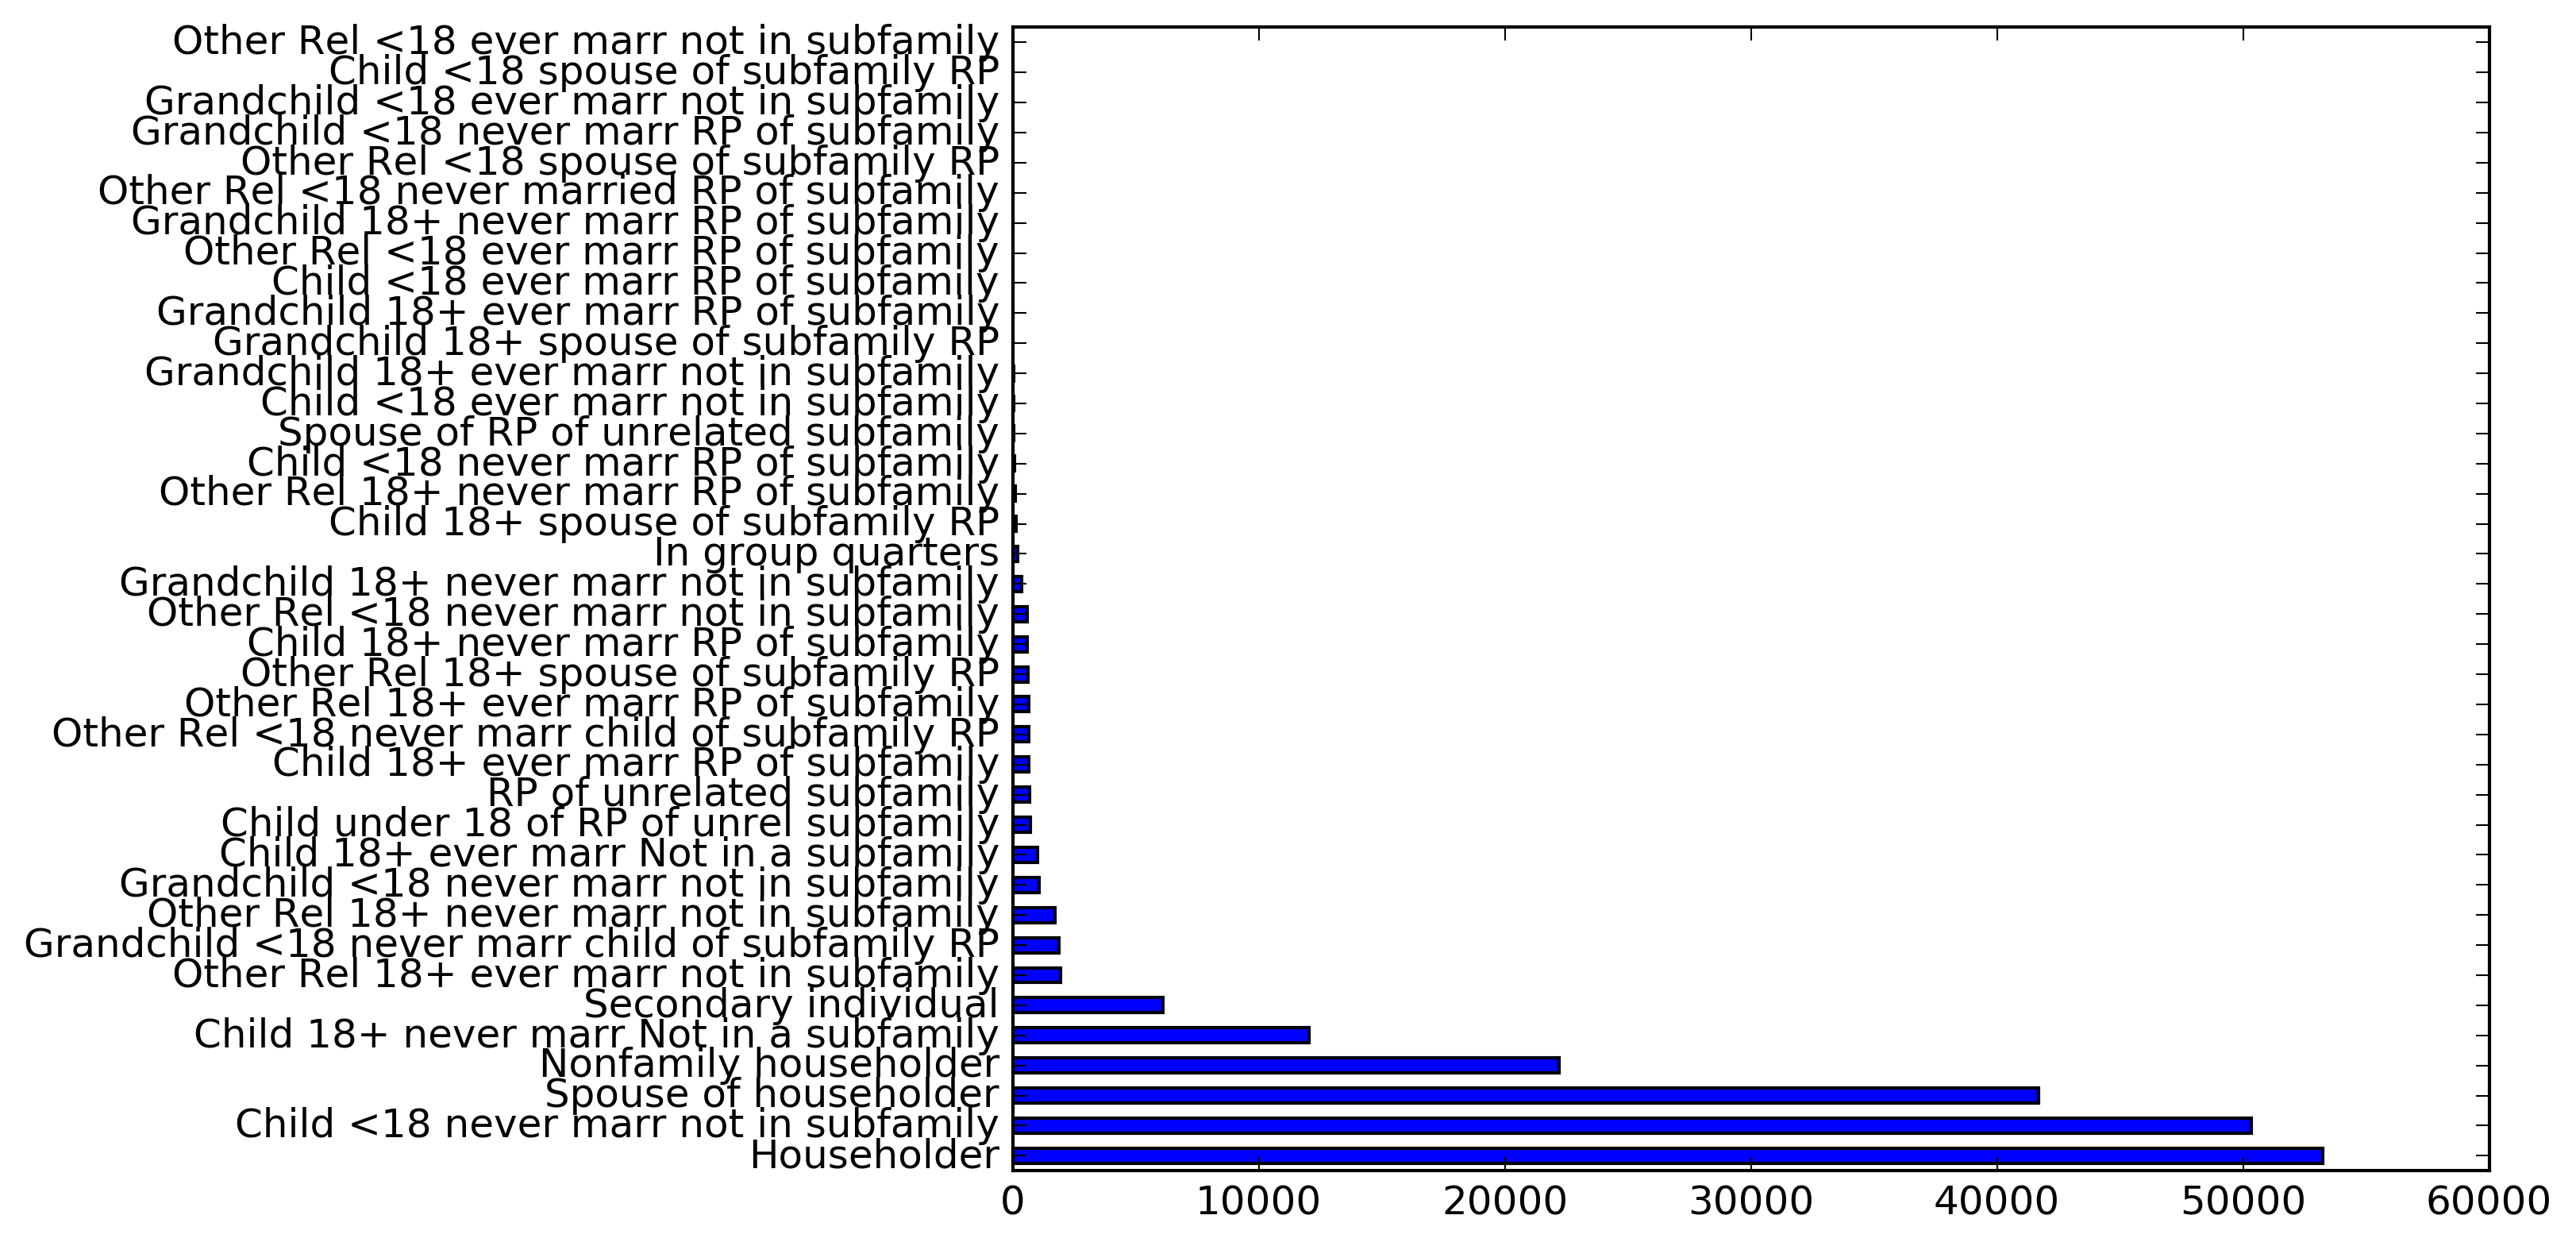 Other Rel <18 ever marr not in subfamily
Child <18 spouse of subfamily RP
Grandchild <18 ever marr not in subfamily
Grandchild <18 never marr RP of subfamily
Other Rel <18 spouse of subfamily RP
Other Rel <18 never married RP of subfamily
Grandchild 18+ never marr RP of subfamily
Other Rel <18 ever marr RP of subfamily
Child <18 ever marr RP of subfamily
Grandchild 18+ ever marr RP of subfamily
Grandchild 18+ spouse of subfamily RP
Grandchild 18+ ever marr not in subfamily
Child <18 ever marr not in subfamily
Spouse of RP of unrelated subfamily
Child <18 never marr RP of subfamily
Other Rel 18+ never marr RP of subfamily
Child 18+ spouse of subfamily RP
In group quarters
Grandchild 18+ never marr not in subfamily
Other Rel <18 never marr not in subfamily
Child 18+ never marr RP of subfamily
Other Rel 18+ spouse of subfamily RP
Other Rel 18+ ever marr RP of subfamily
Other Rel <18 never marr child of subfamily RP
Child 18+ ever marr RP of subfamily
RP of unrelated subfamily
Child under 18 of RP of unrel subfamily
Child 18+ ever marr Not in a subfamily
Grandchild <18 never marr not in subfamily
Other Rel 18+ never marr not in subfamily
Grandchild <18 never marr child of subfamily RP
Other Rel 18+ ever marr not in subfamily
Secondary individual
Child 18+ never marr Not in a subfamily
Nonfamily householder
Spouse of householder
Child <18 never marr not in subfamily
Householder
0 10000 20000 30000 40000 50000 60000